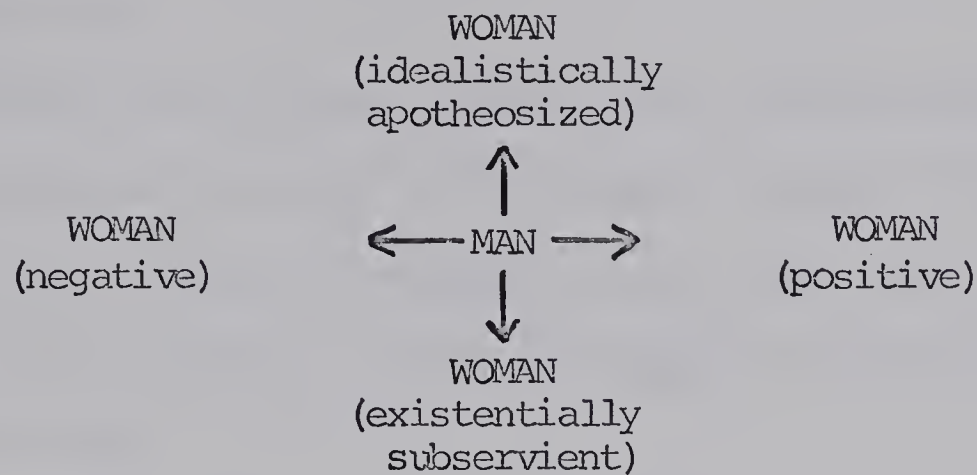 WOMAN
(idealistically
apotheosized)
WOMAN
(negative)
MAN
WOMAN
(positive)
WOMAN
(existentially
subservient)